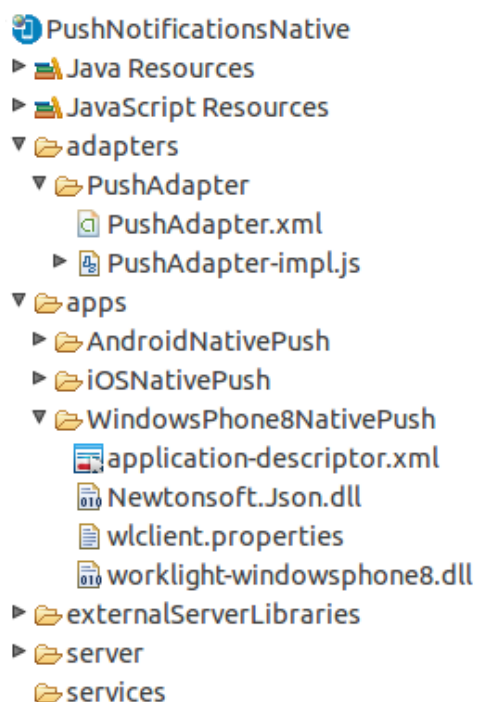 PushNotificationsNative
Java Resources
JavaScript Resources
adapters
PushAdapter
PushAdapter.xml
PushAdapter-impl.js
apps
AndroidNativePush
iOSNativePush
WindowsPhone8NativePush
application-descriptor.xml
Newtonsoft.Json.dll
wlclient.properties
worklight-windowsphone8.dll
externalServerLibraries
server
services